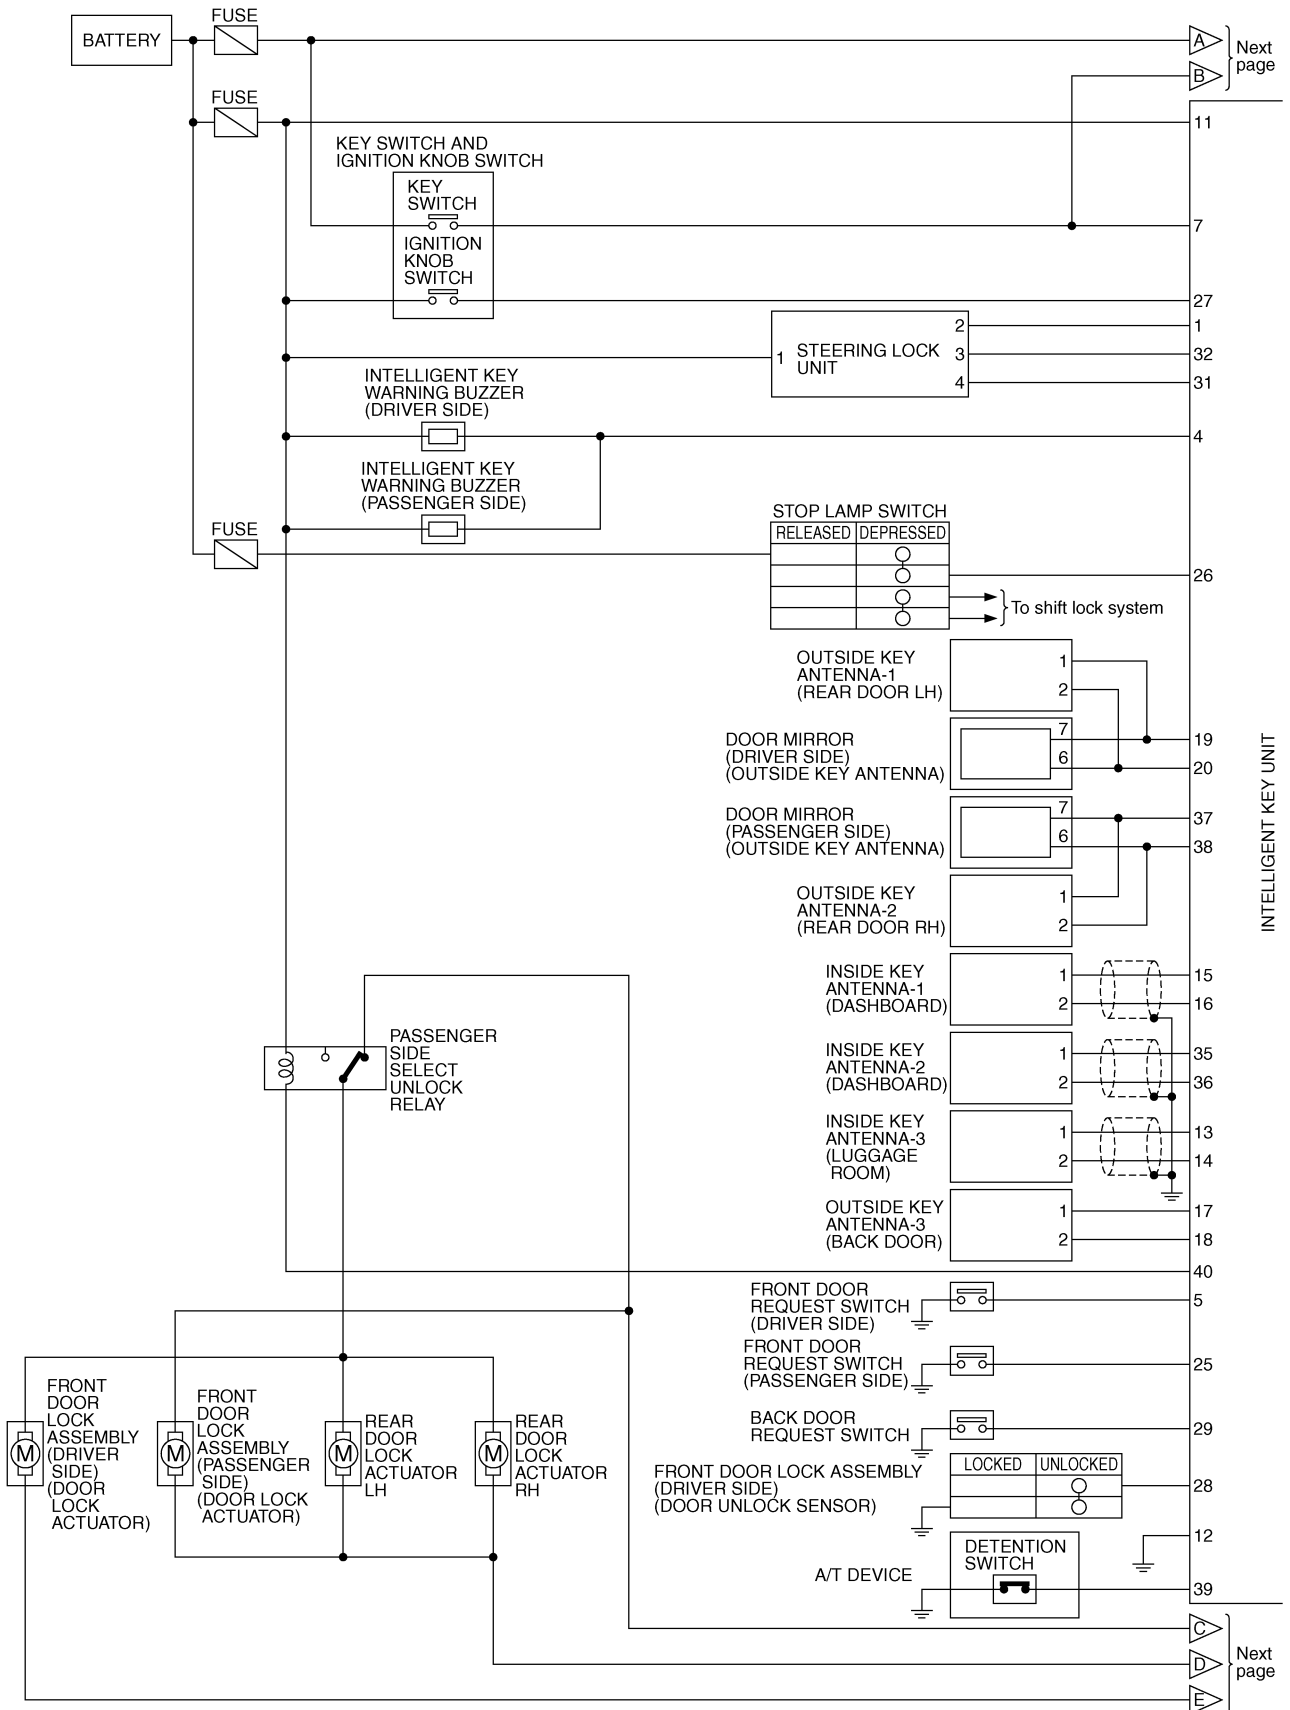 FUSE
BATTERY
A
Next
page
B
FUSE
11
KEY SWITCH AND
IGNITION KNOB SWITCH
KEY
SWITCH
7
IGNITION
KNOB
SWITCH
27
2
1
1
STEERING LOCK
UNIT
3
32
4
31
INTELLIGENT KEY
WARNING BUZZER
(DRIVER SIDE)
4
INTELLIGENT KEY
WARNING BUZZER
(PASSENGER SIDE)
STOP LAMP SWITCH
RELEASED
DEPRESSED
FUSE
26
To shift lock system
OUTSIDE KEY
ANTENNA-1
(REAR DOOR LH)
1
2
DOOR MIRROR
(DRIVER SIDE)
(OUTSIDE KEY ANTENNA)
7
6
19
20
DOOR MIRROR
(PASSENGER SIDE)
(OUTSIDE KEY ANTENNA)
7
6
37
38
INTELLIGENT KEY UNIT
OUTSIDE KEY
ANTENNA-2
(REAR DOOR RH)
1
2
INSIDE KEY
ANTENNA-1
(DASHBOARD)
1
2
15
16
PASSENGER
SIDE
SELECT
UNLOCK
RELAY
INSIDE KEY
ANTENNA-2
(DASHBOARD)
1
2
35
36
INSIDE KEY
ANTENNA-3
(LUGGAGE
ROOM)
1
2
13
14
OUTSIDE KEY
ANTENNA-3
(BACK DOOR)
1
2
17
18
40
FRONT DOOR
REQUEST SWITCH
(DRIVER SIDE)
5
FRONT DOOR
REQUEST SWITCH
(PASSENGER SIDE)
25
FRONT
DOOR
LOCK
ASSEMBLY
(DRIVER
SIDE)
(DOOR
LOCK
ACTUATOR)
M
FRONT
DOOR
LOCK
ASSEMBLY
(PASSENGER
SIDE)
(DOOR LOCK
ACTUATOR)
M
REAR
DOOR
LOCK
ACTUATOR
LH
M
REAR
DOOR
LOCK
ACTUATOR
RH
M
BACK DOOR
REQUEST SWITCH
29
FRONT DOOR LOCK ASSEMBLY
(DRIVER SIDE)
(DOOR UNLOCK SENSOR)
LOCKED
UNLOCKED
28
12
A/T DEVICE
DETENTION
SWITCH
39
C
D
Next
page
E